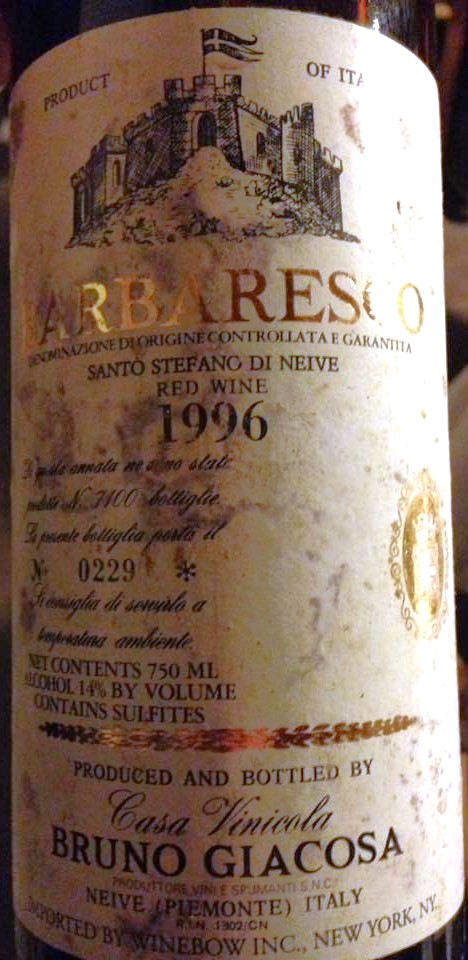 PRODUCT OF ITA
BARBARESCO
DENOMINAZIONE DI ORIGINE CONTROLLATA E GARANTITA
SANTO STEFANO DI NEIVE
RED WINE
1996
Di questa annata ne sono state
prodotte N. 7100 bottiglie.
La presente bottiglia porta il
N. 0229 *
Si consiglia di servirlo a
temperatura ambiente.
NET CONTENTS 750 ML
ALCOHOL 14% BY VOLUME
CONTAINS SULFITES
PRODUCED AND BOTTLED BY
Casa Vinicola
BRUNO GIACOSA
PRODUTTORE VINI E SPUMANTI S.N.C.
NEIVE (PIEMONTE) ITALY
R.I.N. 1302/CN
IMPORTED BY WINEBOW INC., NEW YORK, NY.